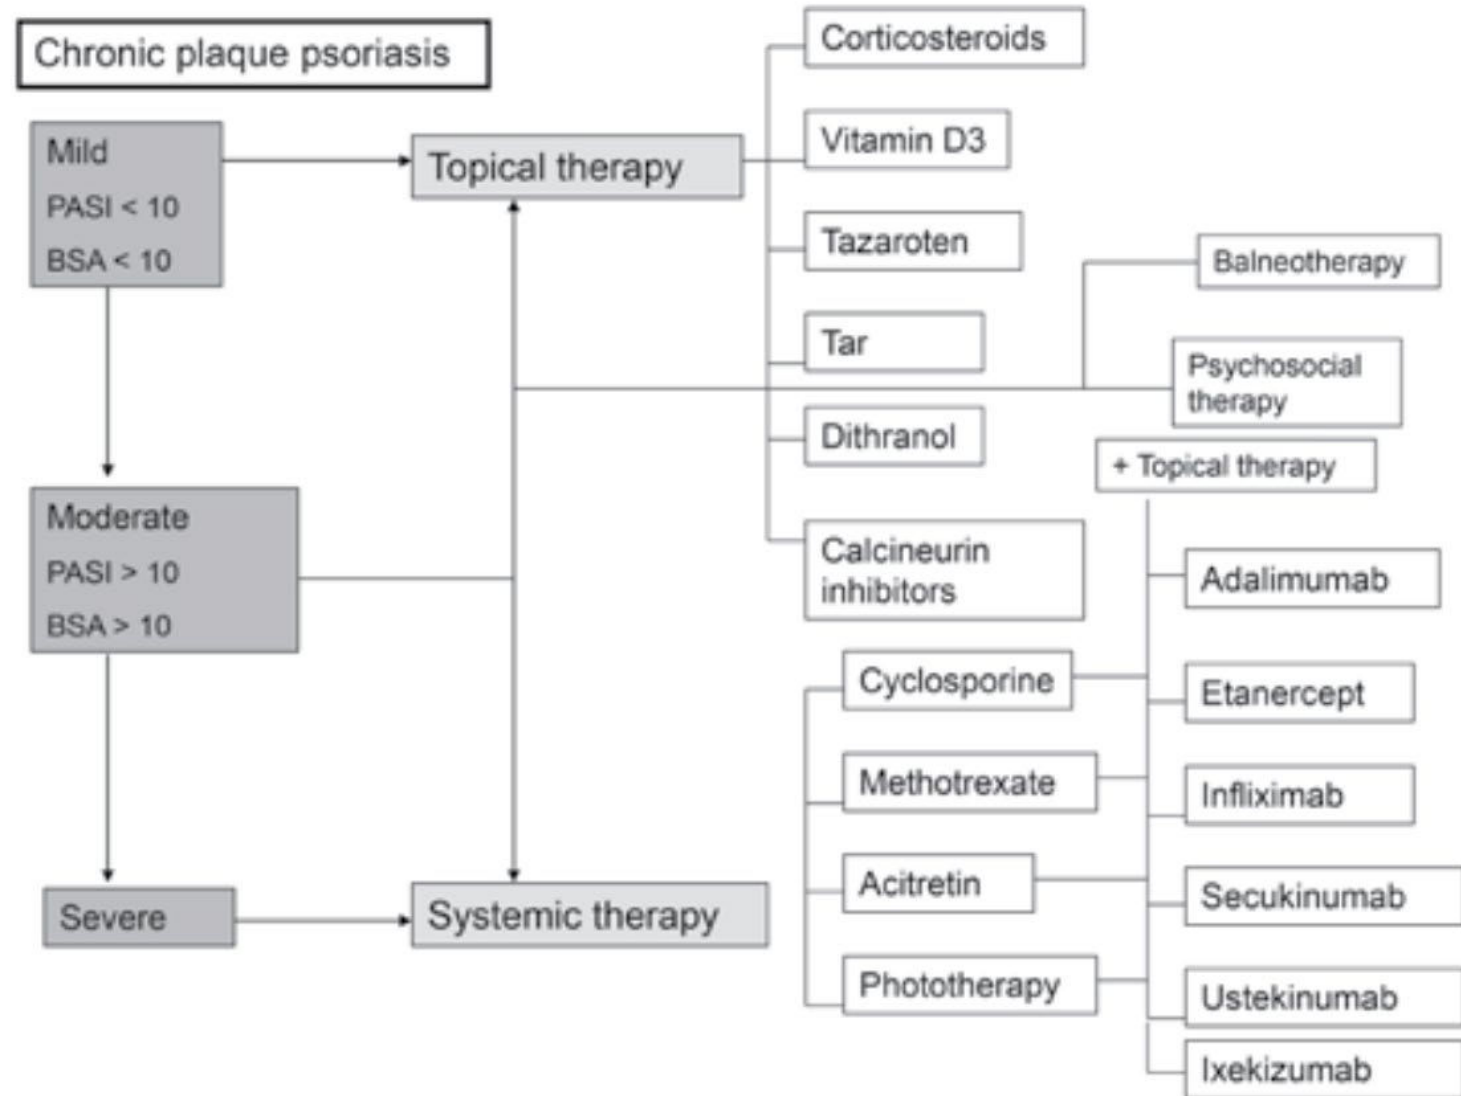 Chronic plaque psoriasis
Mild
PASI < 10
BSA < 10
Moderate
PASI > 10
BSA > 10
Severe
Topical therapy
Systemic therapy
Corticosteroids
Vitamin D3
Tazaroten
Tar
Dithranol
Calcineurin
inhibitors
Balneotherapy
Psychosocial
therapy
+ Topical therapy
Cyclosporine
Methotrexate
Acitretin
Phototherapy
Adalimumab
Etanercept
Infliximab
Secukinumab
Ustekinumab
Ixekizumab